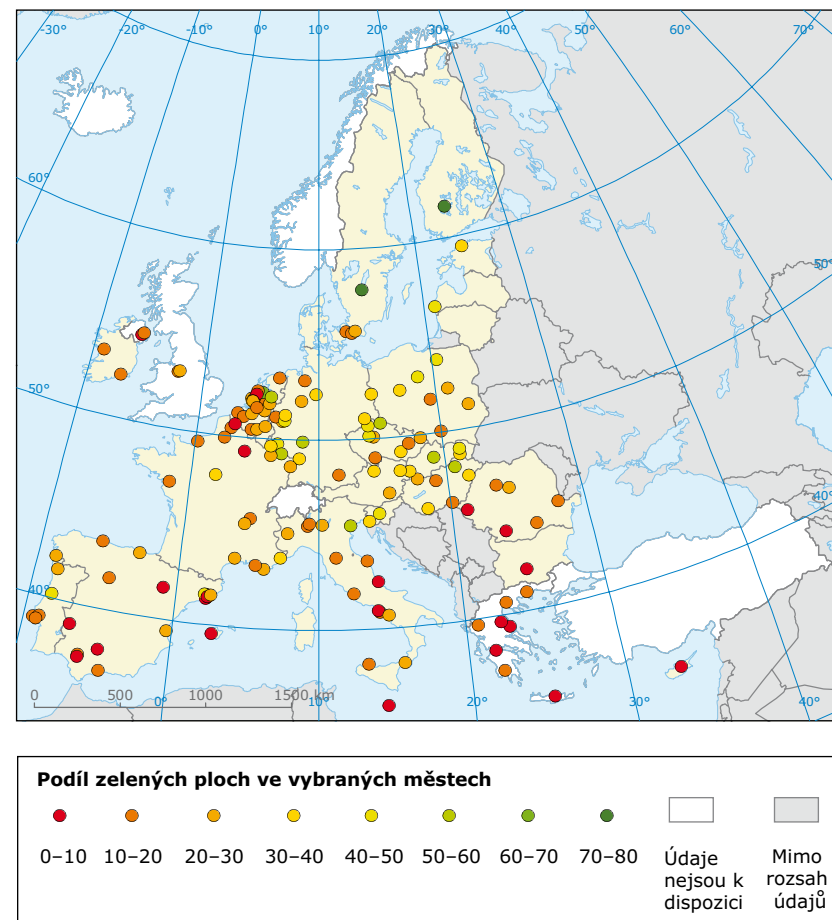 -30° -20° -10° 0° 10° 20° 30° 40° 50° 60° 70°
60°
50°
50°
40°
40°
0 500 1000 1500 km
0° 10° 20° 30° 40°
Podíl zelených ploch ve vybraných městech
0–10 10–20 20–30 30–40 40–50 50–60 60–70 70–80
Údaje
nejsou k
dispozici
Mimo
rozsah
údajů